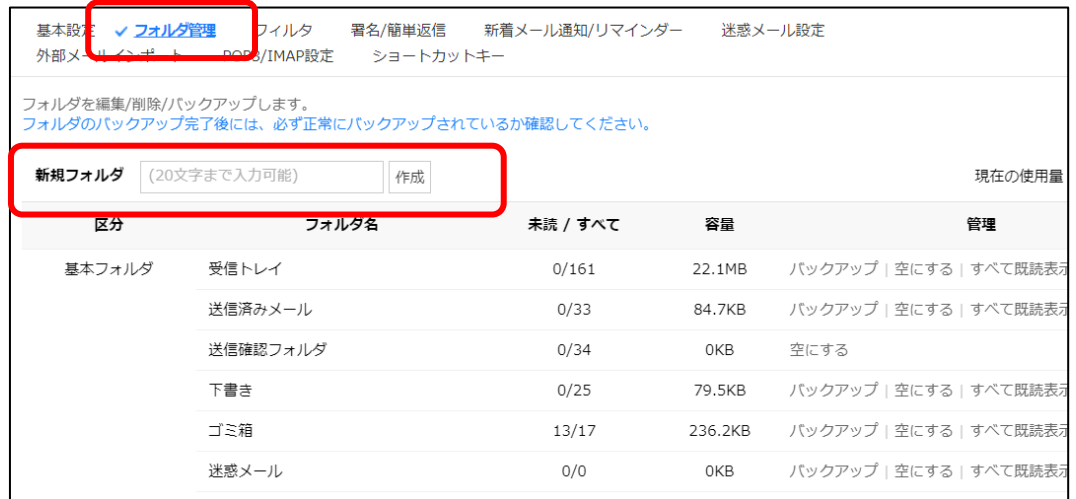 基本設定 ✓ フォルダ管理 フィルタ 署名/簡単返信 新着メール通知/リマインダー 迷惑メール設定
外部メールインポート POP3/IMAP設定 ショートカットキー
フォルダを編集/削除/バックアップします。
フォルダのバックアップ完了後には、必ず正常にバックアップされているか確認してください。
新規フォルダ (20文字まで入力可能) 作成 現在の使用量
区分 フォルダ名 未読 / すべて 容量 管理
基本フォルダ 受信トレイ 0/161 22.1MB バックアップ | 空にする | すべて既読表示
送信済みメール 0/33 84.7KB バックアップ | 空にする | すべて既読表示
送信確認フォルダ 0/34 0KB 空にする
下書き 0/25 79.5KB バックアップ | 空にする | すべて既読表示
ゴミ箱 13/17 236.2KB バックアップ | 空にする | すべて既読表示
迷惑メール 0/0 0KB バックアップ | 空にする | すべて既読表示